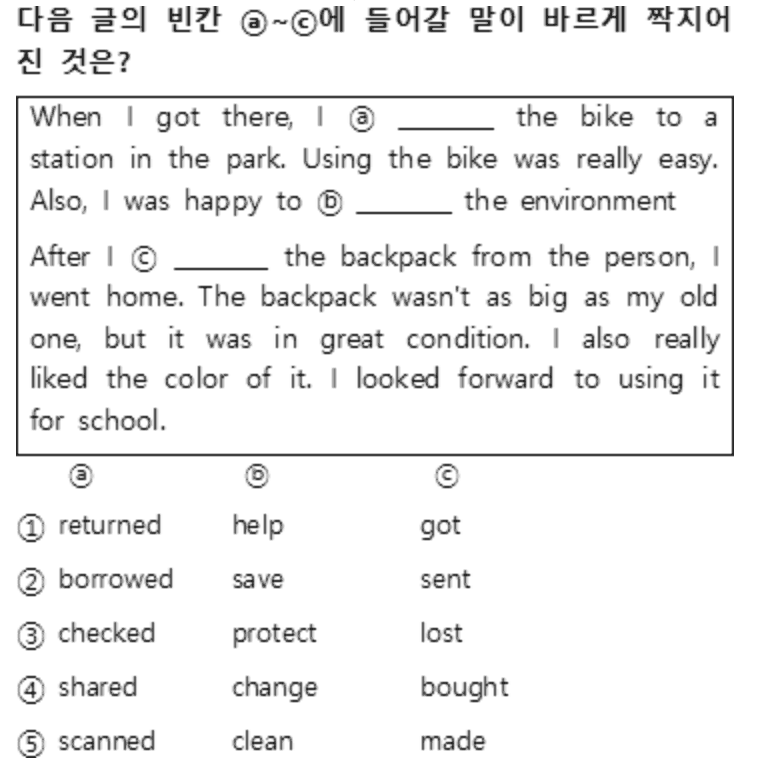 다음 글의 빈칸 ⓐ~ⓒ에 들어갈 말이 바르게 짝지어
진 것은?
When I got there, I ⓐ ________ the bike to a
station in the park. Using the bike was really easy.
Also, I was happy to ⓑ ________ the environment
After I ⓒ ________ the backpack from the person, I
went home. The backpack wasn't as big as my old
one, but it was in great condition. I also really
liked the color of it. I looked forward to using it
for school.
ⓐ ⓑ ⓒ
① returned help got
② borrowed save sent
③ checked protect lost
④ shared change bought
⑤ scanned clean made